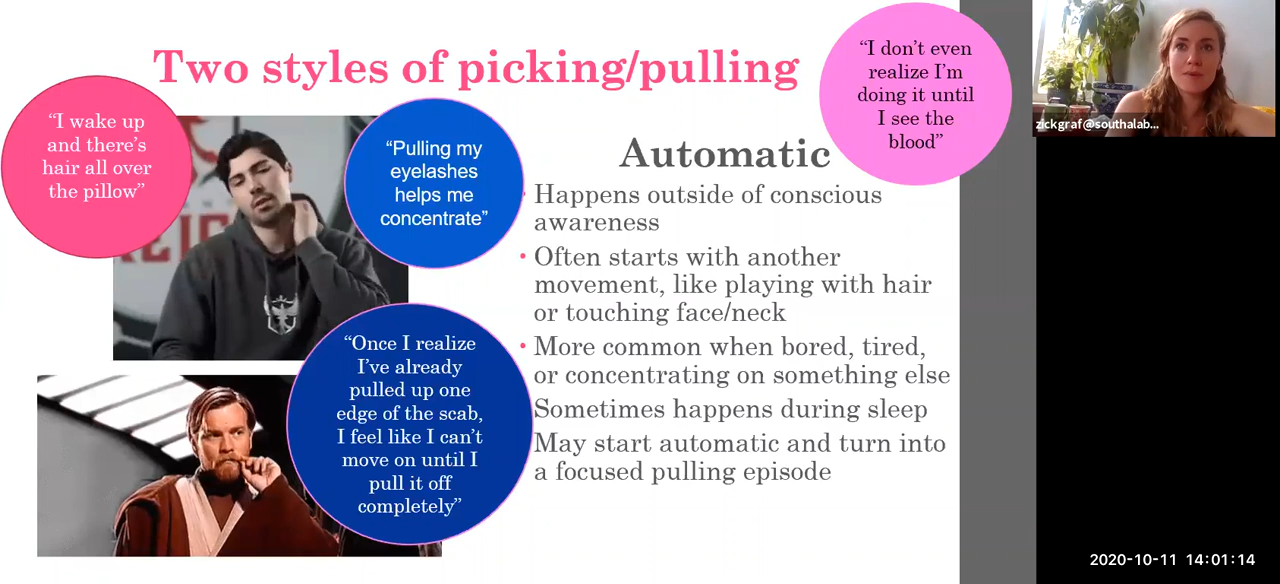 Two styles of picking/pulling
“I wake up
and there’s
hair all over
the pillow”
“Pulling my
eyelashes
helps me
concentrate”
“Once I realize
I’ve already
pulled up one
edge of the scab,
I feel like I can’t
move on until I
pull it off
completely”
“I don’t even
realize I’m
doing it until
I see the
blood”
Automatic
• Happens outside of conscious
awareness
• Often starts with another
movement, like playing with hair
or touching face/neck
• More common when bored, tired,
or concentrating on something else
Sometimes happens during sleep
May start automatic and turn into
a focused pulling episode
zickgraf@southalab...
2020-10-11 14:01:14